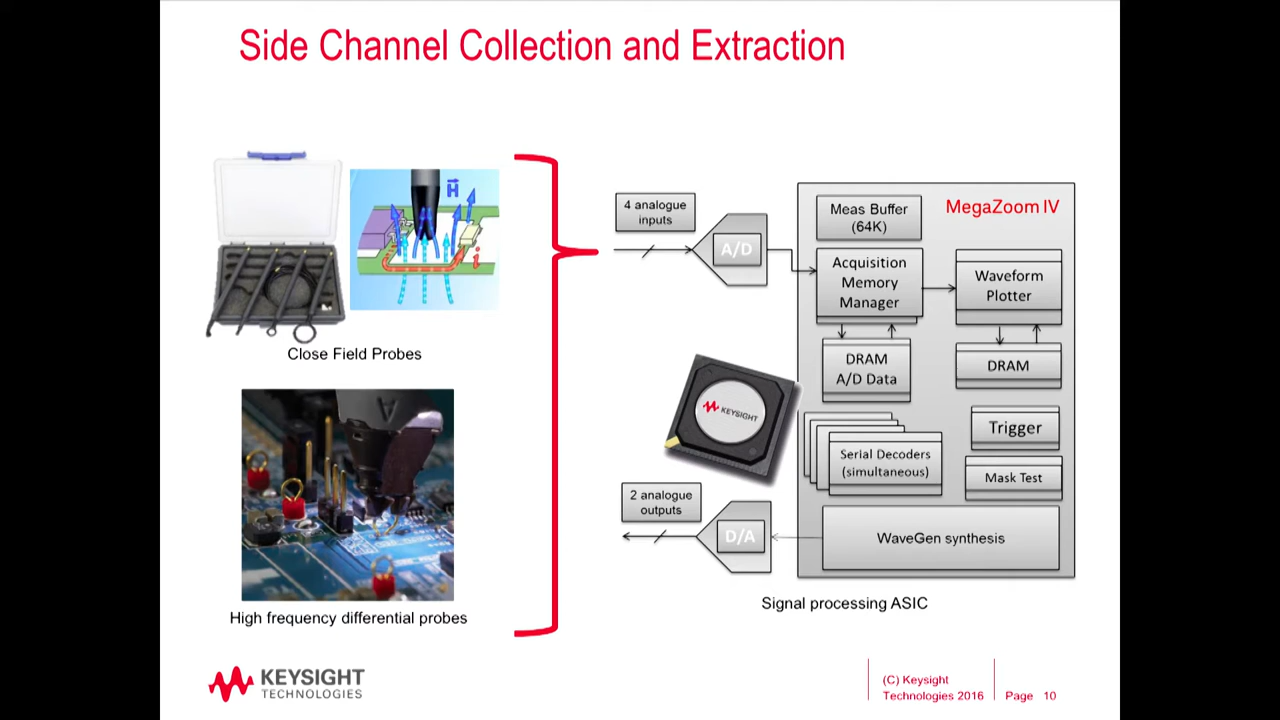 Side Channel Collection and Extraction
H
i
Close Field Probes
High frequency differential probes
4 analogue
inputs
A/D
Meas Buffer
(64K)
MegaZoom IV
Acquisition
Memory
Manager
Waveform
Plotter
DRAM
A/D Data
DRAM
KEYSIGHT
Trigger
Serial Decoders
(simultaneous)
Mask Test
2 analogue
outputs
D/A
WaveGen synthesis
Signal processing ASIC
KEYSIGHT
TECHNOLOGIES
(C) Keysight
Technologies 2016
Page 10